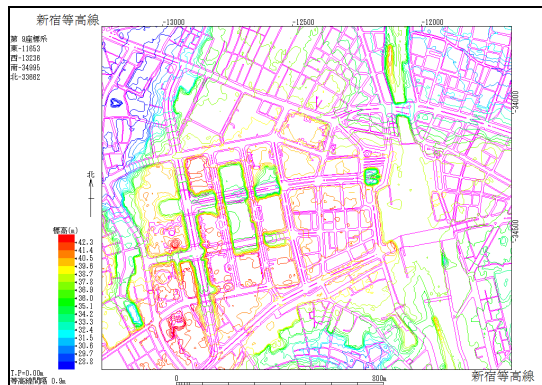 新宿等高線
-13000
-12500
-12000
第 9座標系
東-11653
西-13236
南-34995
北-33662
-34000
北
-34500
標高(m)
42.3
41.4
40.5
39.6
38.7
37.8
36.9
36.0
35.1
34.2
33.3
32.4
31.5
30.6
29.7
28.8
T.P=0.00m
等高線間隔 0.9m
0
800m
新宿等高線